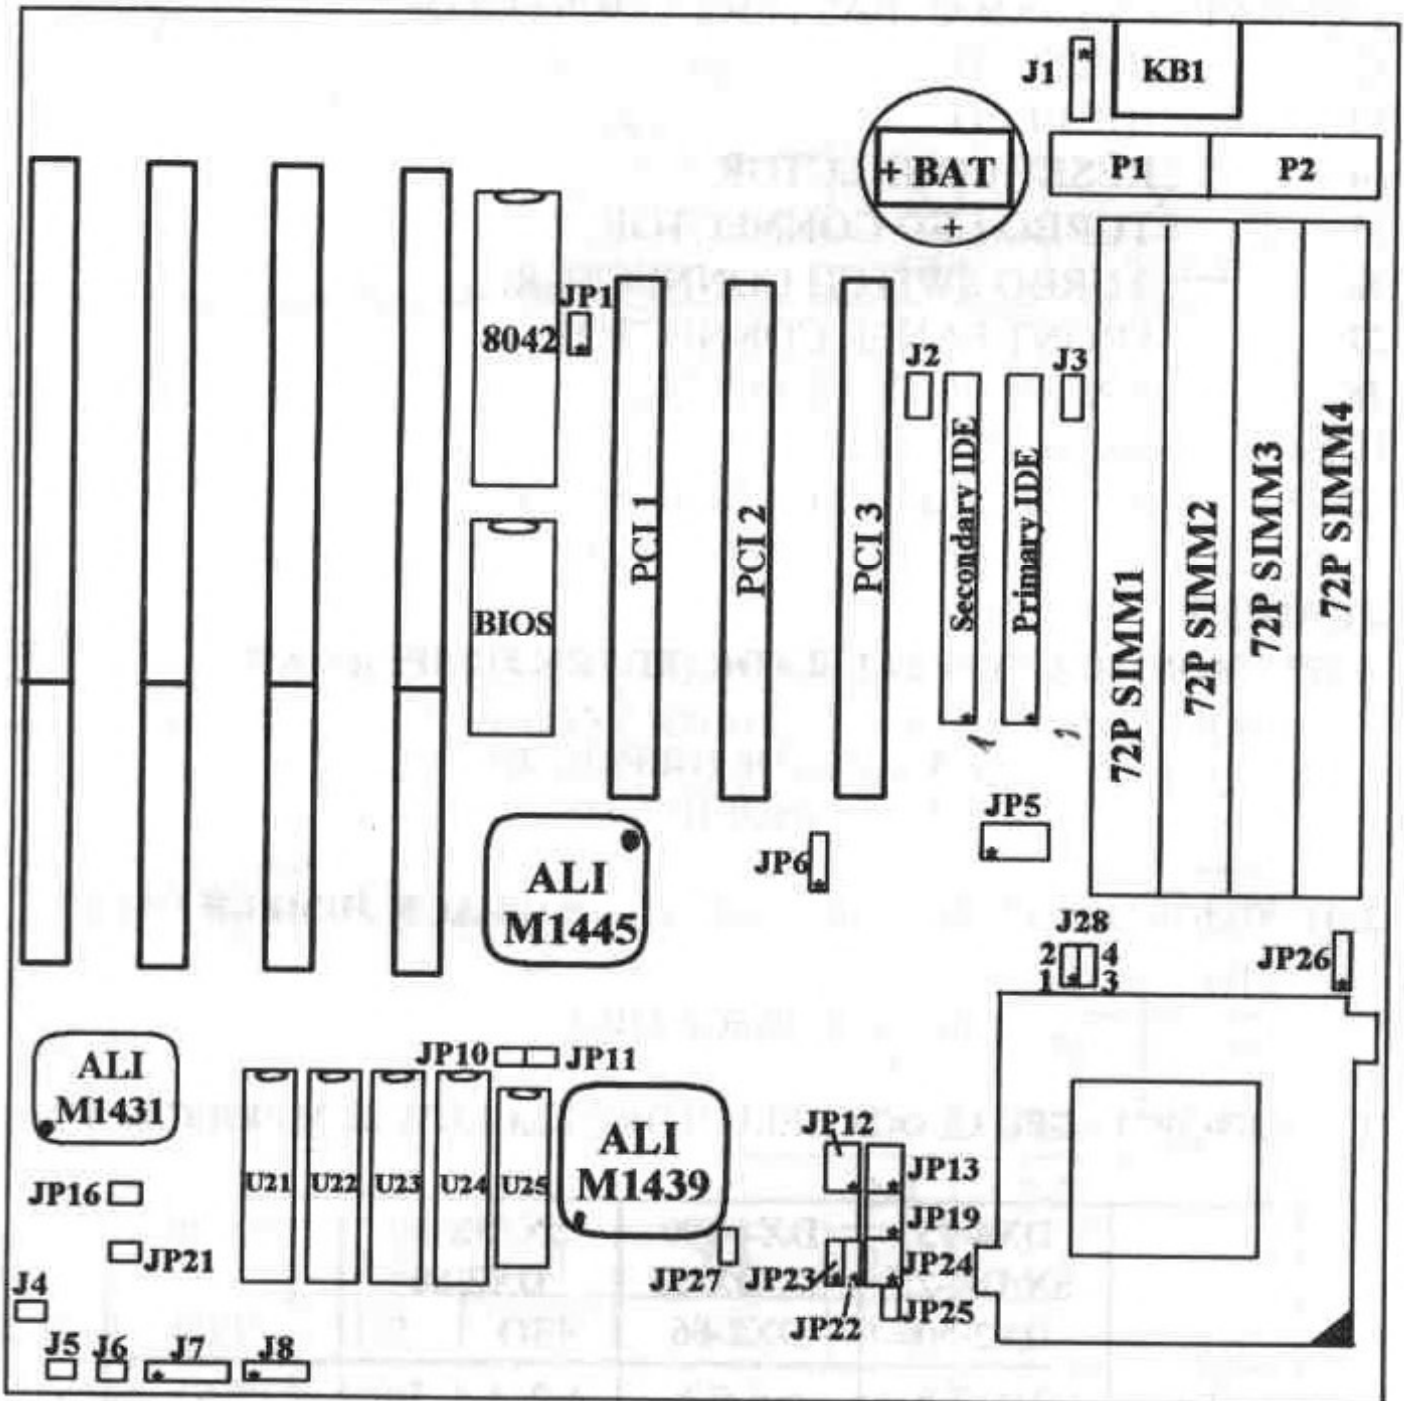 J1
KB1
+ BAT
+
P1
P2
JP1
8042
J2
J3
BIOS
PCI 1
PCI 2
PCI 3
Secondary IDE
Primary IDE
72P SIMM1
72P SIMM2
72P SIMM3
72P SIMM4
1
1
JP5
JP6
ALI
M1445
J28
2
4
1
3
JP26
JP10
JP11
ALI
M1431
ALI
M1439
JP12
JP13
JP16
U21
U22
U23
U24
U25
JP19
JP21
JP27
JP23
JP24
JP22
JP25
J4
J5
J6
J7
J8